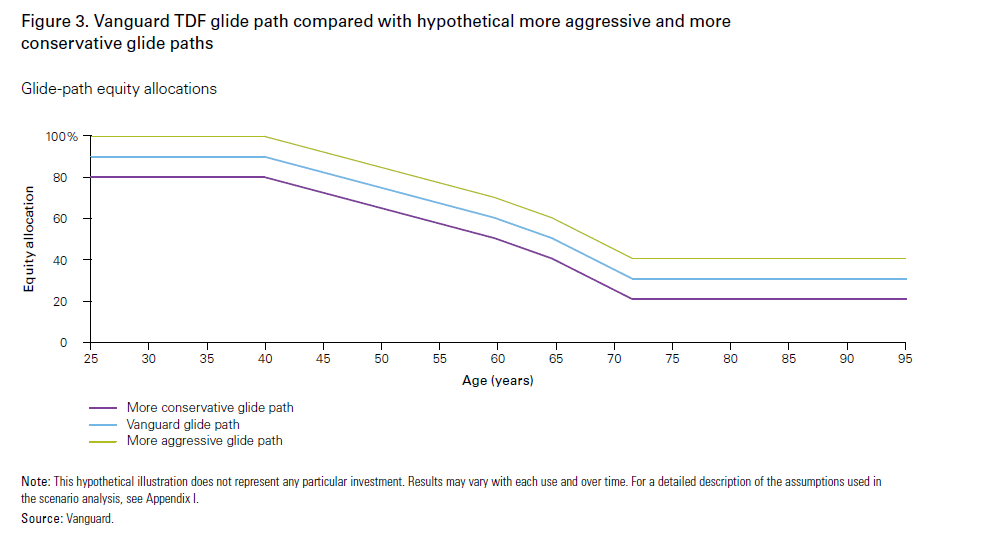 Figure 3. Vanguard TDF glide path compared with hypothetical more aggressive and more
conservative glide paths
Glide-path equity allocations
100%
80
60
40
20
0
Equity allocation
25 30 35 40 45 50 55 60 65 70 75 80 85 90 95
Age (years)
More conservative glide path
Vanguard glide path
More aggressive glide path
Note: This hypothetical illustration does not represent any particular investment. Results may vary with each use and over time. For a detailed description of the assumptions used in
the scenario analysis, see Appendix I.
Source: Vanguard.